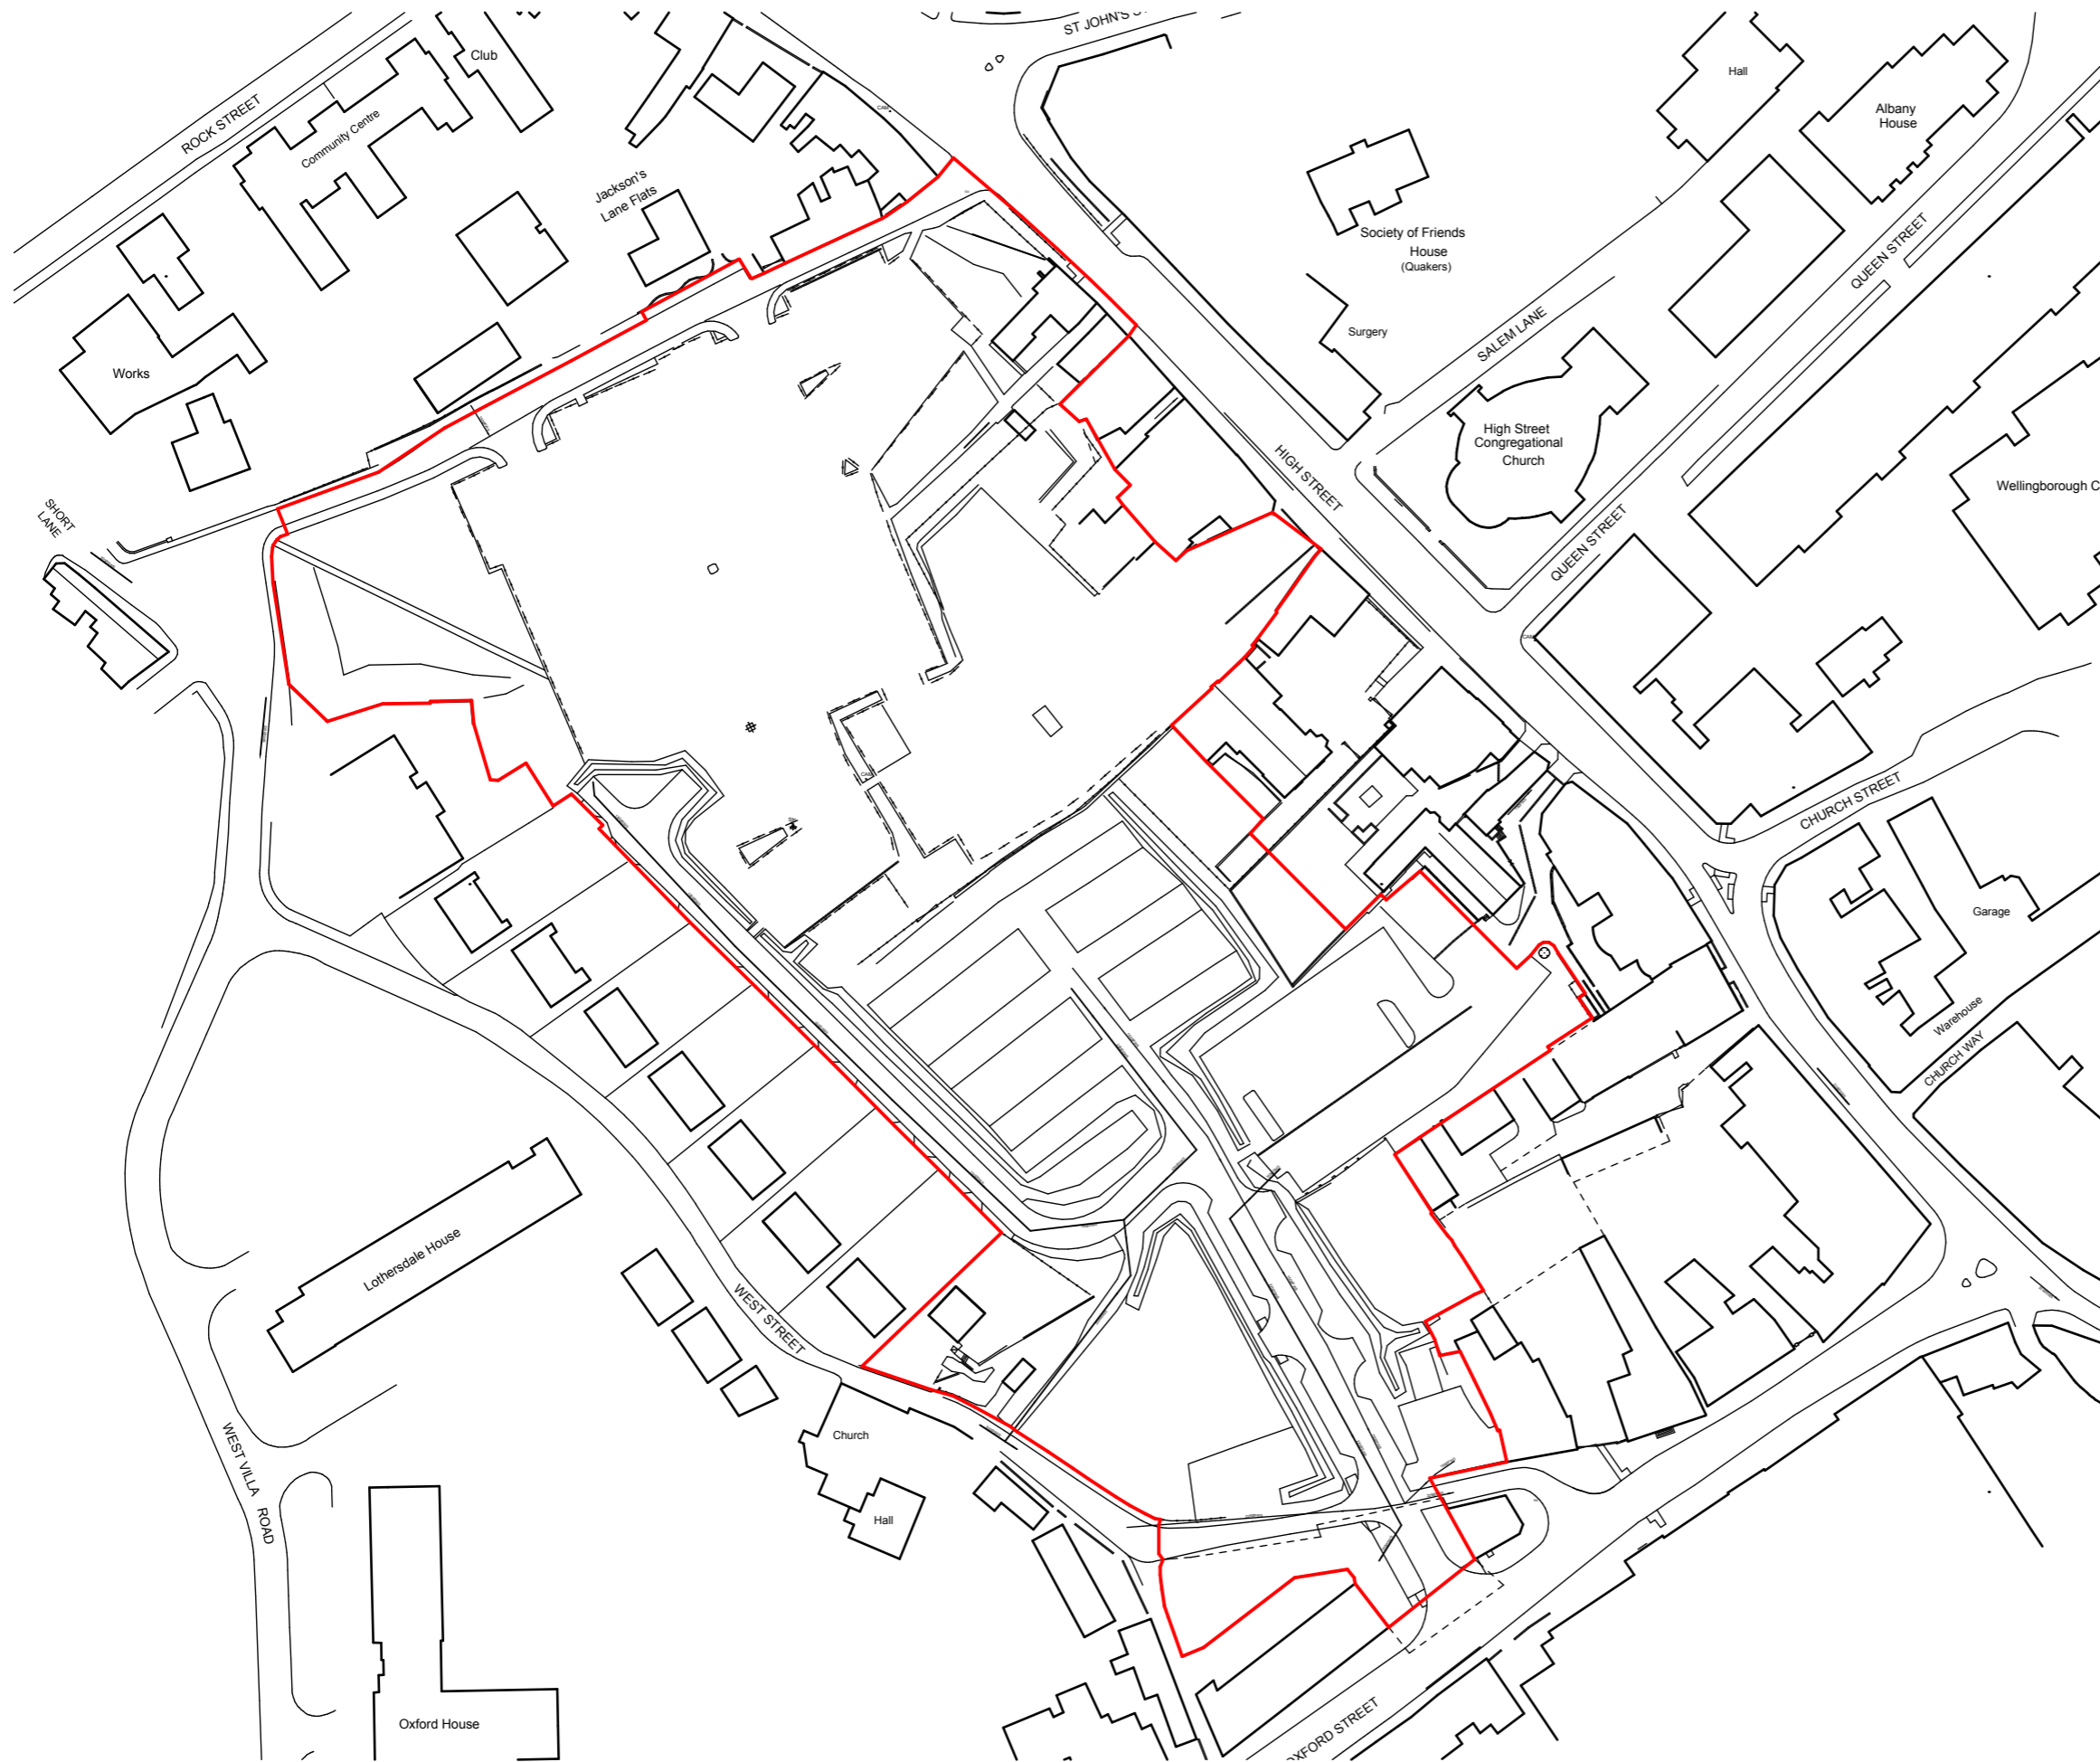 ST JOHN'S S
Club
Hall
ROCK STREET
Community Centre
Albany
House
Jackson's
Lane Flats
Society of Friends
House
(Quakers)
QUEEN STREET
Works
Surgery
SALEM LANE
High Street
Congregational
Church
HIGH STREET
Wellingborough C
SHORT
LANE
QUEEN STREET
CHURCH STREET
Garage
Warehouse
CHURCH WAY
Lothersdale House
WEST STREET
Church
WEST VILLA ROAD
Hall
Oxford House
OXFORD STREET